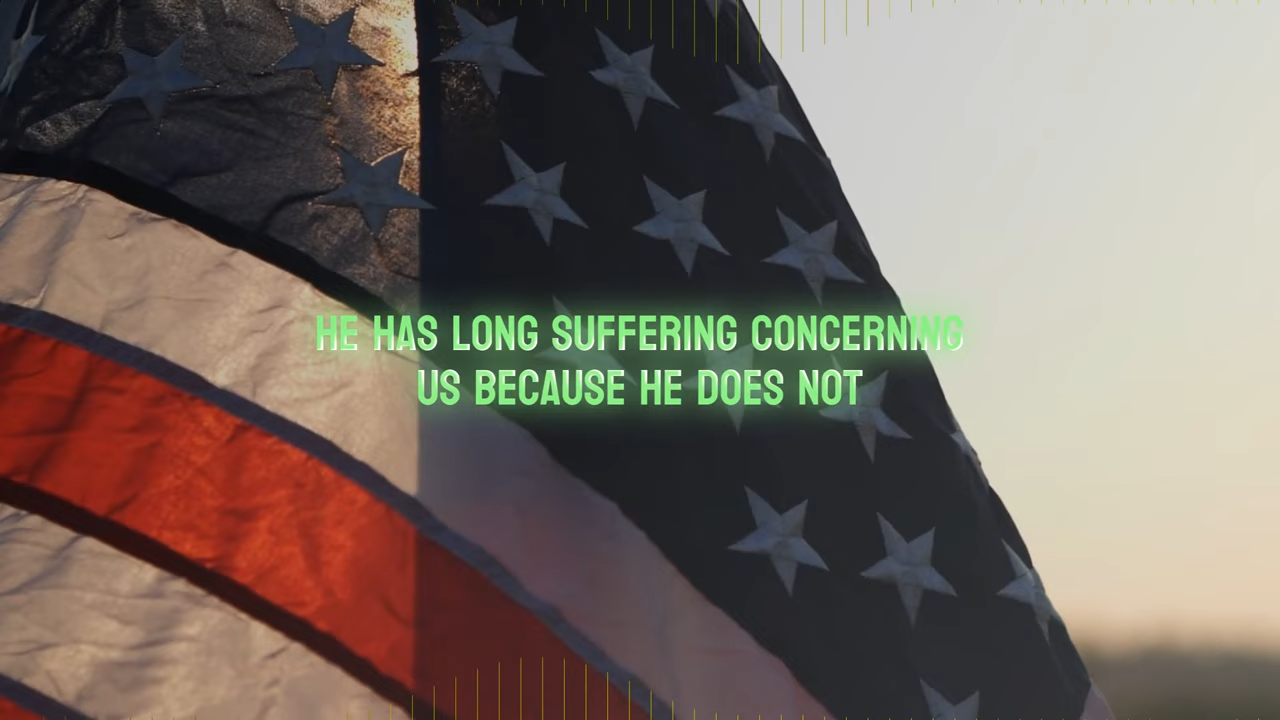 HE HAS LONG SUFFERING CONCERNING
US BECAUSE HE DOES NOT